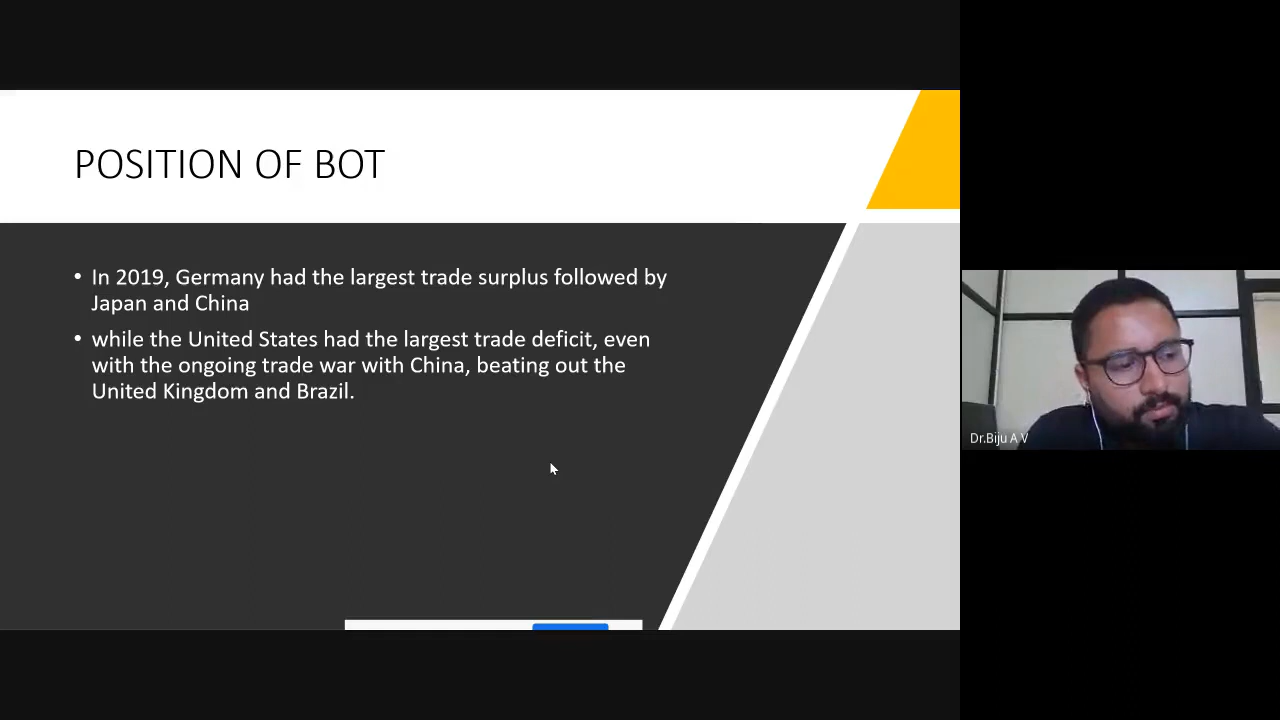 POSITION OF BOT
• In 2019, Germany had the largest trade surplus followed by
Japan and China
• while the United States had the largest trade deficit, even
with the ongoing trade war with China, beating out the
United Kingdom and Brazil.
Dr.Biju A V